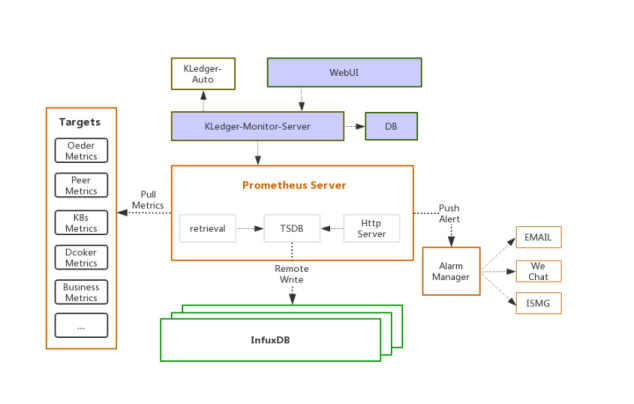 KLedger-
Auto
WebUI
KLedger-Monitor-Server
DB
Targets
Oeder
Metrics
Peer
Metrics
K8s
Metrics
Dcoker
Metrics
Business
Metrics
...
Pull
Metrics
Prometheus Server
retrieval
TSDB
Http
Server
Push
Alert
Alarm
Manager
EMAIL
We
Chat
ISMG
Remote
Write
InfuxDB